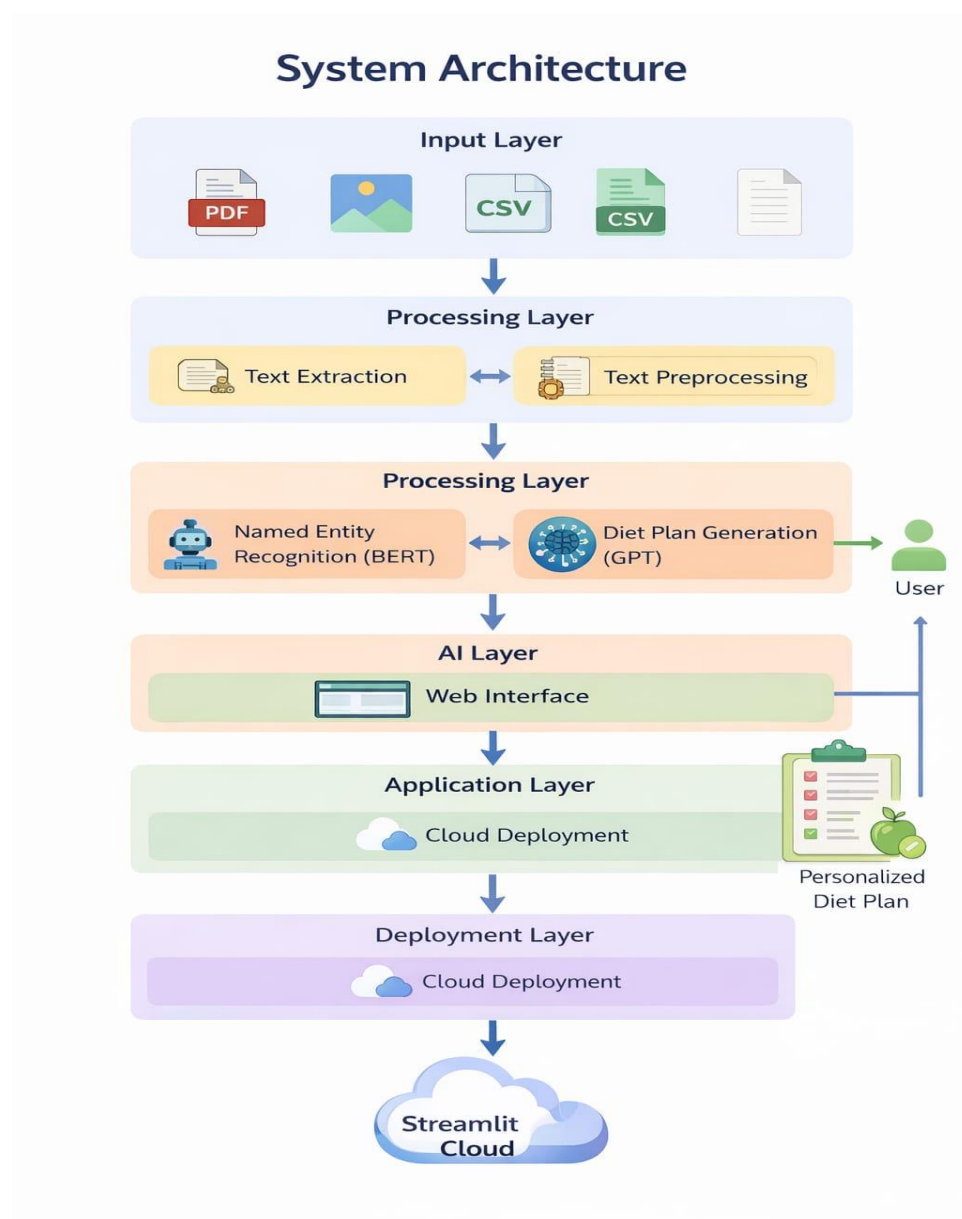 System Architecture
Input Layer
PDF
CSV
CSV
Processing Layer
Text Extraction
Text Preprocessing
Processing Layer
Named Entity
Recognition (BERT)
Diet Plan Generation
(GPT)
User
AI Layer
Web Interface
Application Layer
Cloud Deployment
Personalized
Diet Plan
Deployment Layer
Cloud Deployment
Streamlit
Cloud